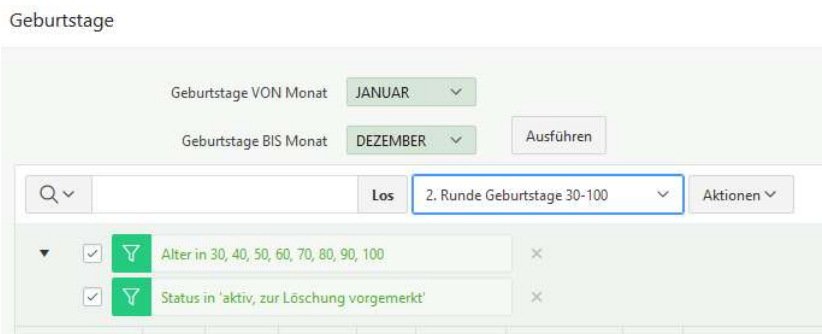 Geburtstage
Geburtstage VON Monat JANUAR
Geburtstage BIS Monat DEZEMBER Ausführen
Los 2. Runde Geburtstage 30-100 Aktionen
Alter in 30, 40, 50, 60, 70, 80, 90, 100
Status in 'aktiv, zur Löschung vorgemerkt'